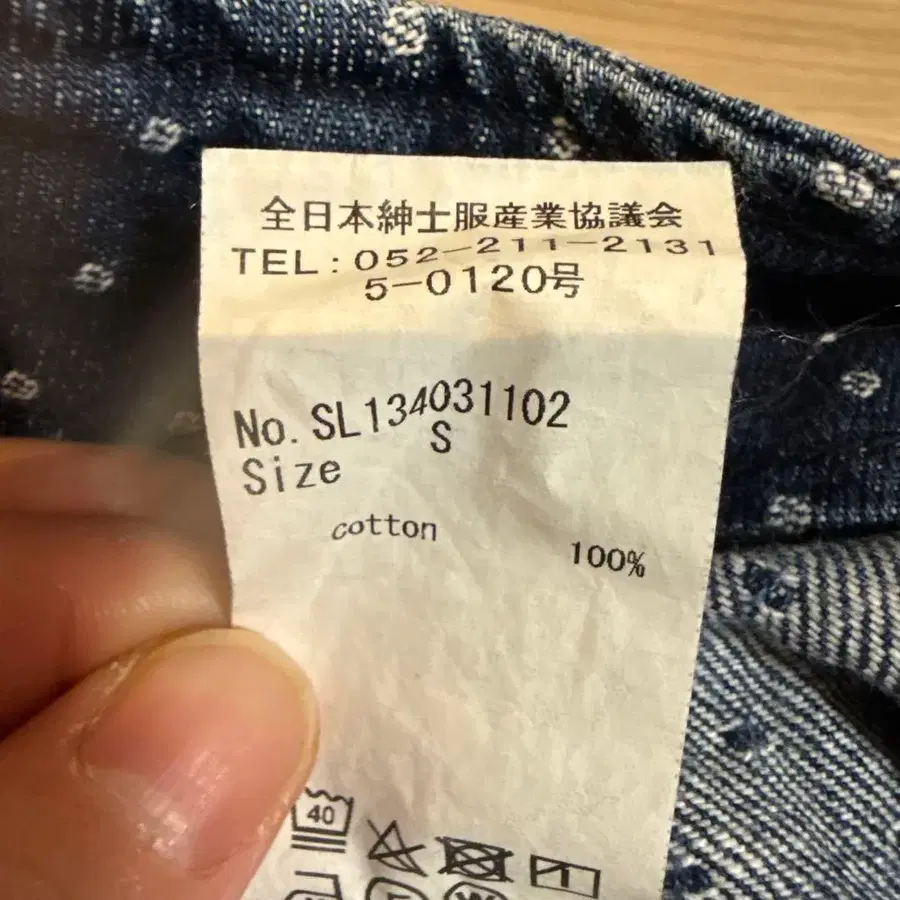 全日本紳士服産業協議会
TEL:052-211-2131
5-0120号
No. SL134031102
Size S
cotton
100%
40